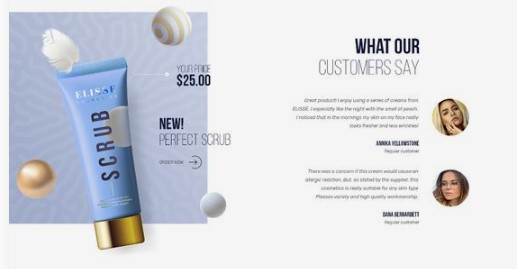 YOUR PRICE
$25.00
ELISSE
SCRUB
NEW!
PERFECT SCRUB
ORDER NOW
WHAT OUR
CUSTOMERS SAY
Great product! I enjoy using a series of creams from
ELISSE, I especially like the night with the smell of pearls.
I noticed that in the mornings my skin on my face really
looks fresher and less wrinkles!
ANNIKA YELLOWSTONE
Regular customer
There was a concern if this cream would cause an
allergic reaction. But, as stated by the support, this
cosmetics is really suitable for any skin type
Pleases variety and high quality workmanship.
DANA BERNARDETT
Regular customer